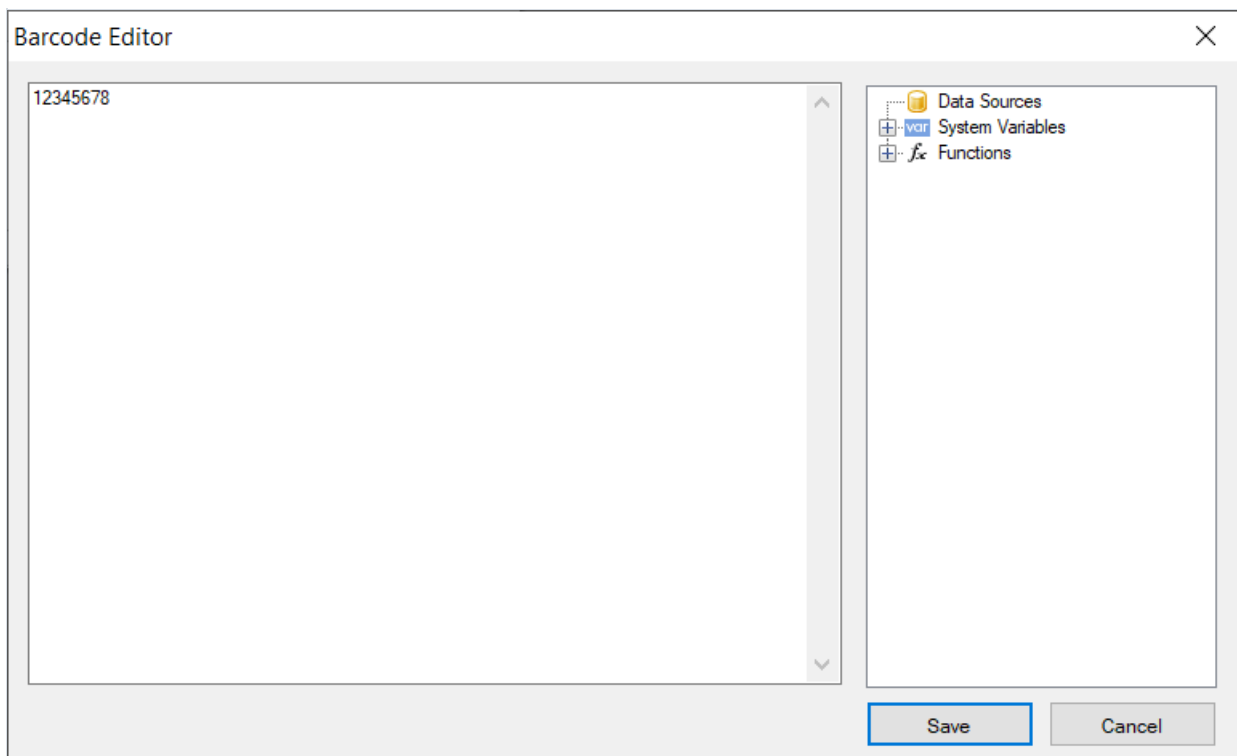 Barcode Editor
12345678
Data Sources
var System Variables
fx Functions
Save
Cancel